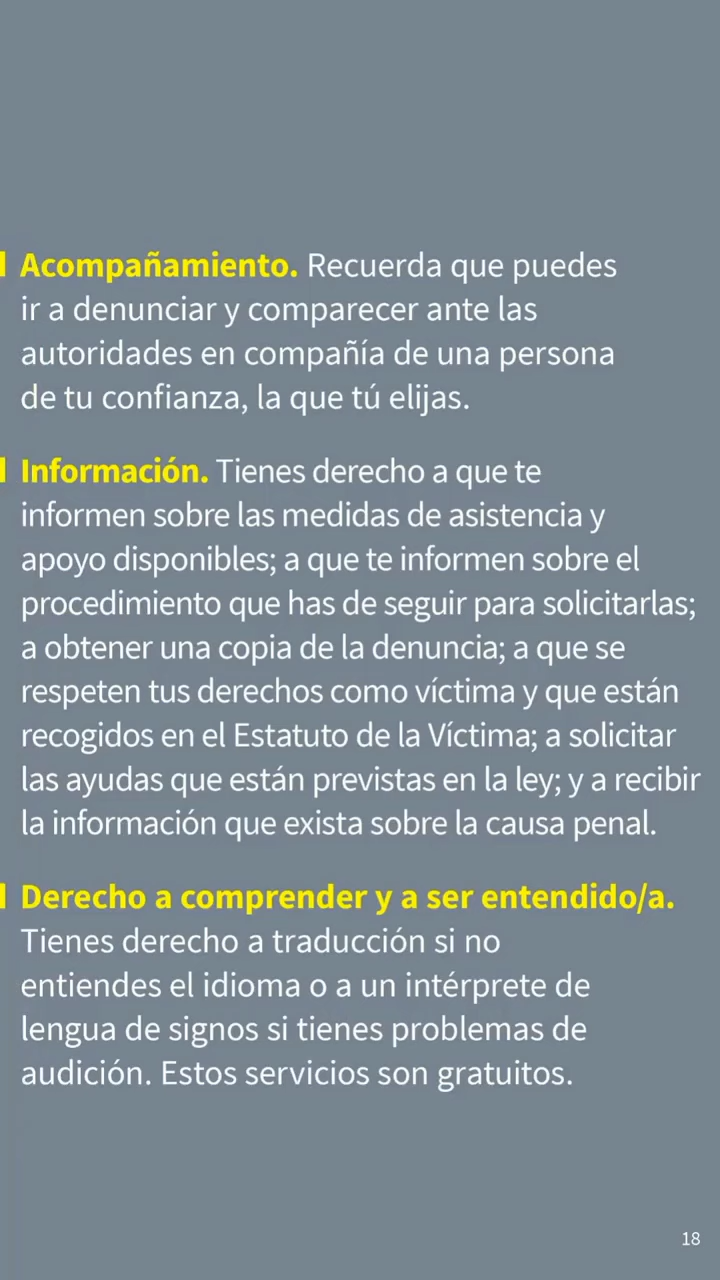 Acompañamiento. Recuerda que puedes
ir a denunciar y comparecer ante las
autoridades en compañía de una persona
de tu confianza, la que tú elijas.
Información. Tienes derecho a que te
informen sobre las medidas de asistencia y
apoyo disponibles; a que te informen sobre el
procedimiento que has de seguir para solicitarlas;
a obtener una copia de la denuncia; a que se
respeten tus derechos como víctima y que están
recogidos en el Estatuto de la Víctima; a solicitar
las ayudas que están previstas en la ley; y a recibir
la información que exista sobre la causa penal.
Derecho a comprender y a ser entendido/a.
Tienes derecho a traducción si no
entiendes el idioma o a un intérprete de
lengua de signos si tienes problemas de
audición. Estos servicios son gratuitos.
18